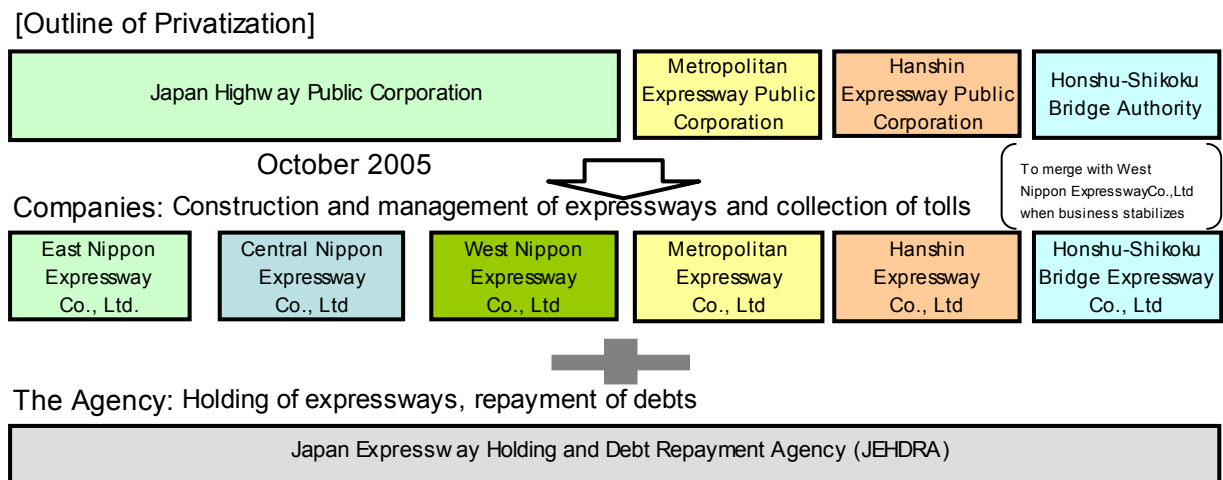 [Outline of Privatization]
Japan Highway Public Corporation
Metropolitan
Expressway Public
Corporation
Hanshin
Expressway Public
Corporation
Honshu-Shikoku
Bridge Authority
October 2005
To merge with West
Nippon ExpresswayCo.,Ltd
when business stabilizes
Companies: Construction and management of expressways and collection of tolls
East Nippon
Expressway
Co., Ltd.
Central Nippon
Expressway
Co., Ltd
West Nippon
Expressway
Co., Ltd
Metropolitan
Expressway
Co., Ltd
Hanshin
Expressway
Co., Ltd
Honshu-Shikoku
Bridge Expressway
Co., Ltd
The Agency: Holding of expressways, repayment of debts
Japan Expressway Holding and Debt Repayment Agency (JEHDRA)